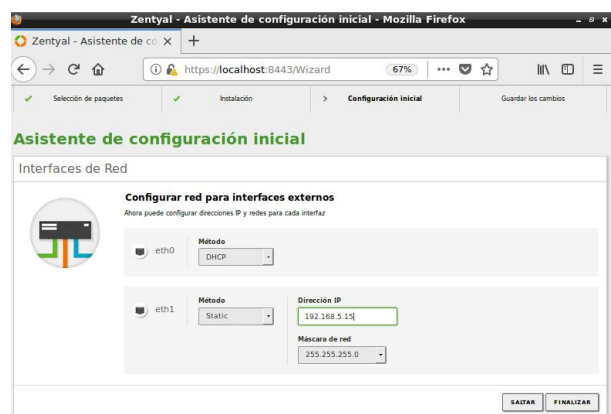 Zentyal - Asistente de configuración inicial - Mozilla Firefox
Zentyal - Asistente de co
https://localhost:8443/Wizard 67%
Selección de paquetes Instalación Configuración inicial Guardar los cambios
Asistente de configuración inicial
Interfaces de Red
Configurar red para interfaces externos
Ahora puede configurar direcciones IP y redes para cada interfaz
eth0
Método
DHCP
eth1
Método
Static
Dirección IP
192.168.5.15
Máscara de red
255.255.255.0
SALTAR FINALIZAR